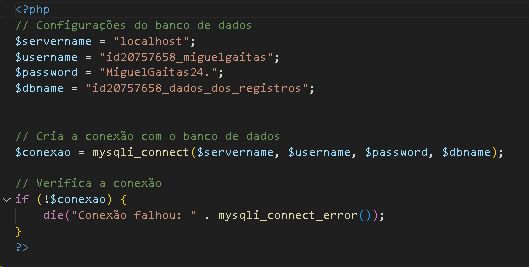 <?php
// Configurações do banco de dados
$servername = "localhost";
$username = "id20757658_miguelgaitas";
$password = "MiguelGaitas24.";
$dbname = "id20757658_dados_dos_registros";
// Cria a conexão com o banco de dados
$conexao = mysqli_connect($servername, $username, $password, $dbname);
// Verifica a conexão
if (!$conexao) {
die("Conexão falhou: " . mysqli_connect_error());
}
?>